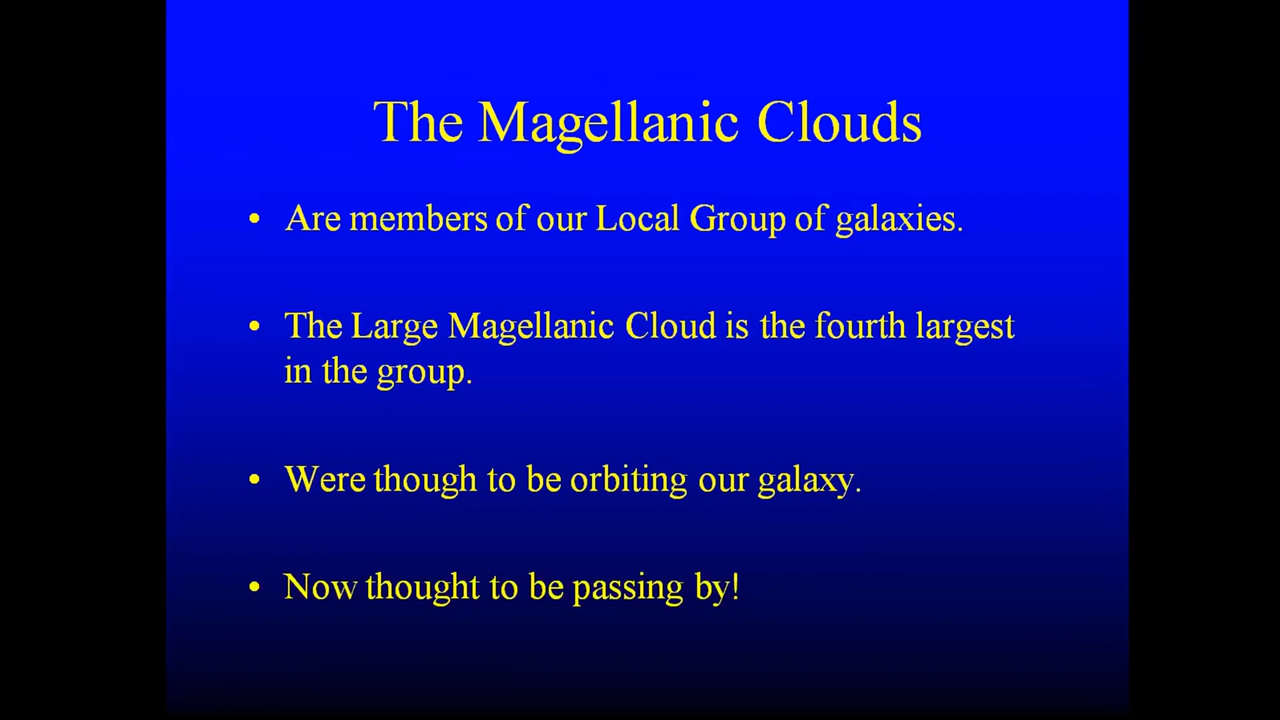 The Magellanic Clouds
• Are members of our Local Group of galaxies.
• The Large Magellanic Cloud is the fourth largest
in the group.
• Were though to be orbiting our galaxy.
• Now thought to be passing by!